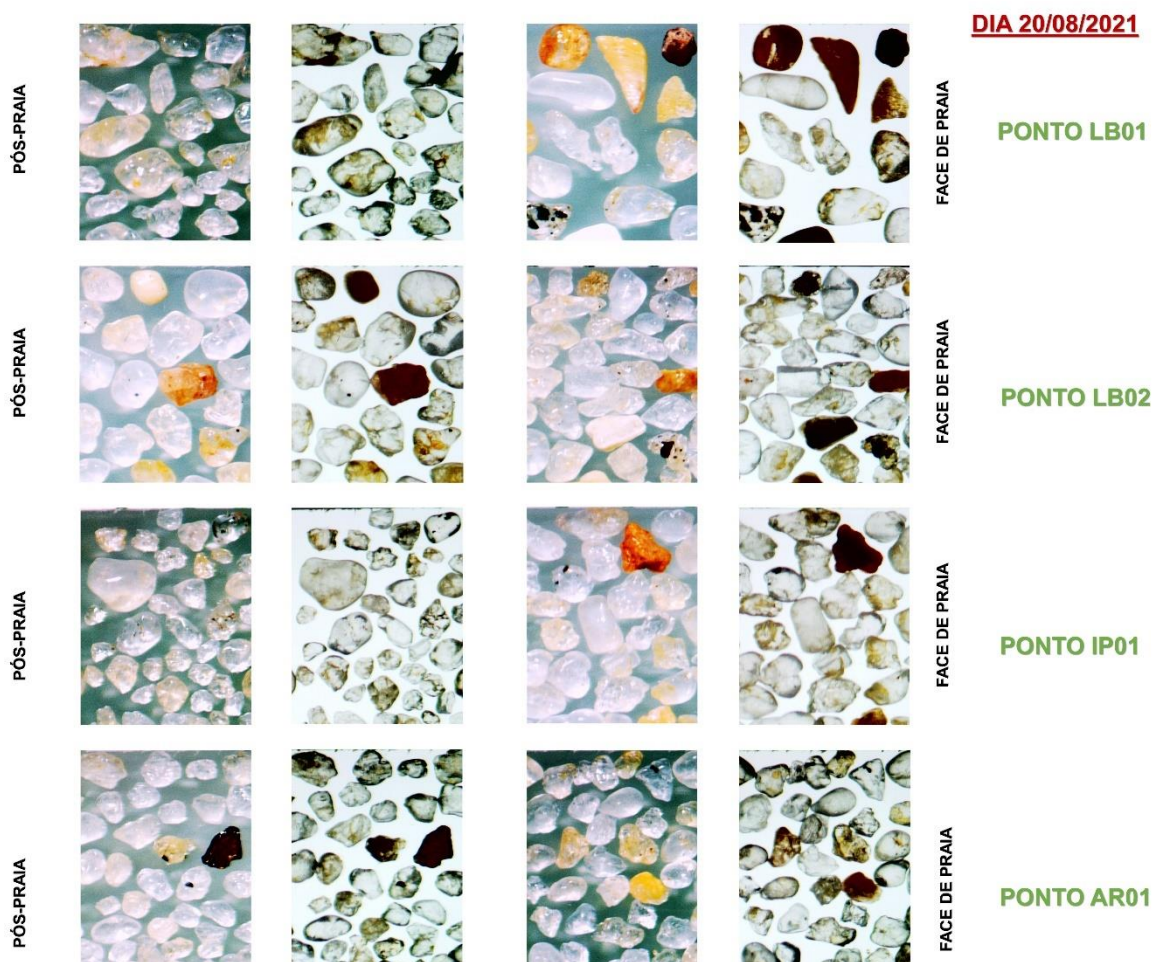 DIA 20/08/2021
PÓS-PRAIA
FACE DE PRAIA
PONTO LB01
PÓS-PRAIA
FACE DE PRAIA
PONTO LB02
PÓS-PRAIA
FACE DE PRAIA
PONTO IP01
PÓS-PRAIA
FACE DE PRAIA
PONTO AR01